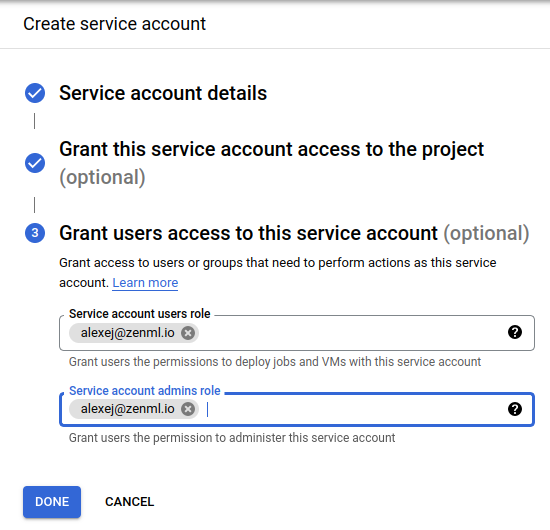 Create service account
Service account details
Grant this service account access to the project
(optional)
3 Grant users access to this service account (optional)
Grant access to users or groups that need to perform actions as this service
account. Learn more
Service account users role
alexej@zenml.io
Grant users the permissions to deploy jobs and VMs with this service account
Service account admins role
alexej@zenml.io
Grant users the permission to administer this service account
DONE CANCEL